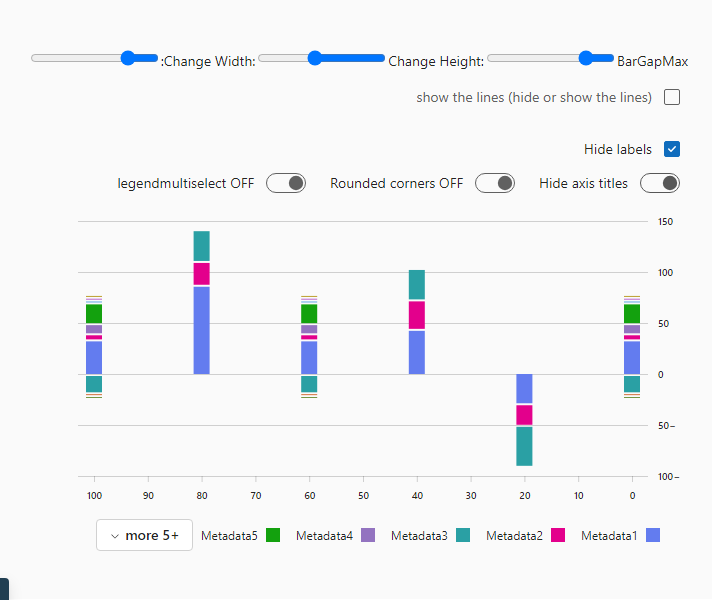 :Change Width: Change Height: BarGapMax
show the lines (hide or show the lines)
Hide labels
legendmultiselect OFF Rounded corners OFF Hide axis titles
150
100
50
0
50−
100−
100 90 80 70 60 50 40 30 20 10 0
more 5+ Metadata5 Metadata4 Metadata3 Metadata2 Metadata1